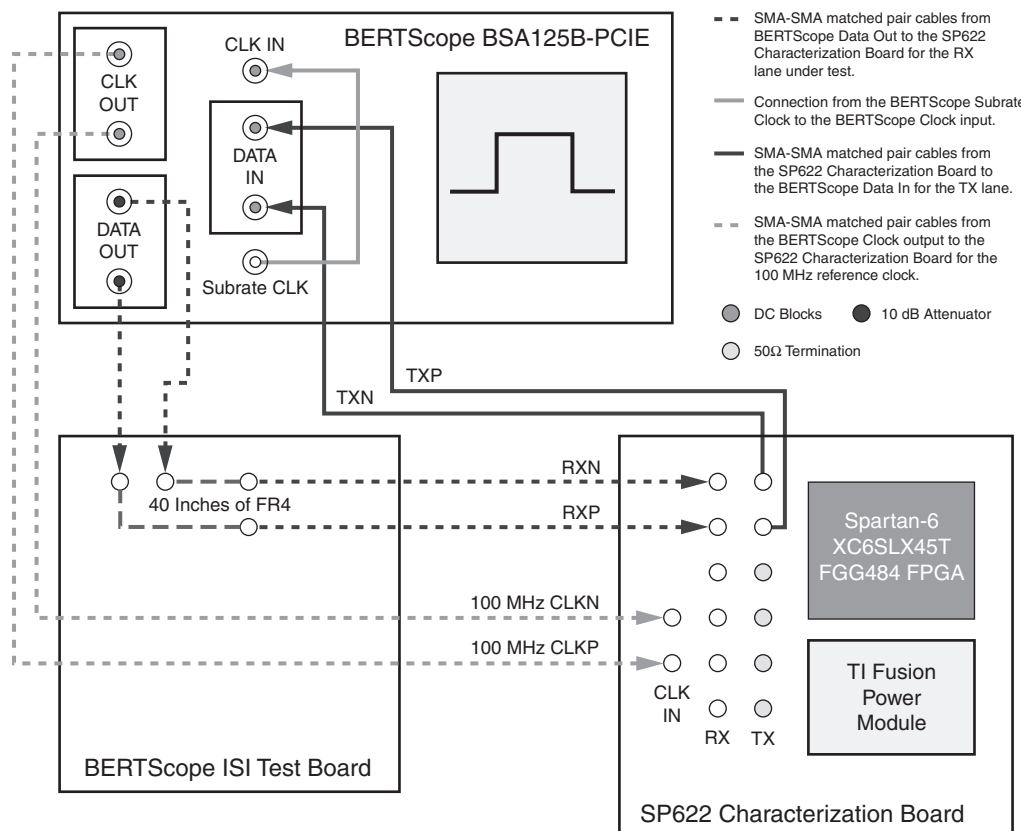 BERTScope BSA125B-PCIE
CLK
OUT
CLK IN
DATA
IN
DATA
OUT
Subrate CLK
SMA-SMA matched pair cables from
BERTScope Data Out to the SP622
Characterization Board for the RX
lane under test.
Connection from the BERTScope Subrate
Clock to the BERTScope Clock input.
SMA-SMA matched pair cables from
the SP622 Characterization Board to
the BERTScope Data In for the TX lane.
SMA-SMA matched pair cables from
the BERTScope Clock output to the
SP622 Characterization Board for the
100 MHz reference clock.
DC Blocks
10 dB Attenuator
50Ω Termination
TXP
TXN
RXN
40 Inches of FR4
RXP
100 MHz CLKN
100 MHz CLKP
CLK
IN
RX
TX
Spartan-6
XC6SLX45T
FGG484 FPGA
TI Fusion
Power
Module
BERTScope ISI Test Board
SP622 Characterization Board